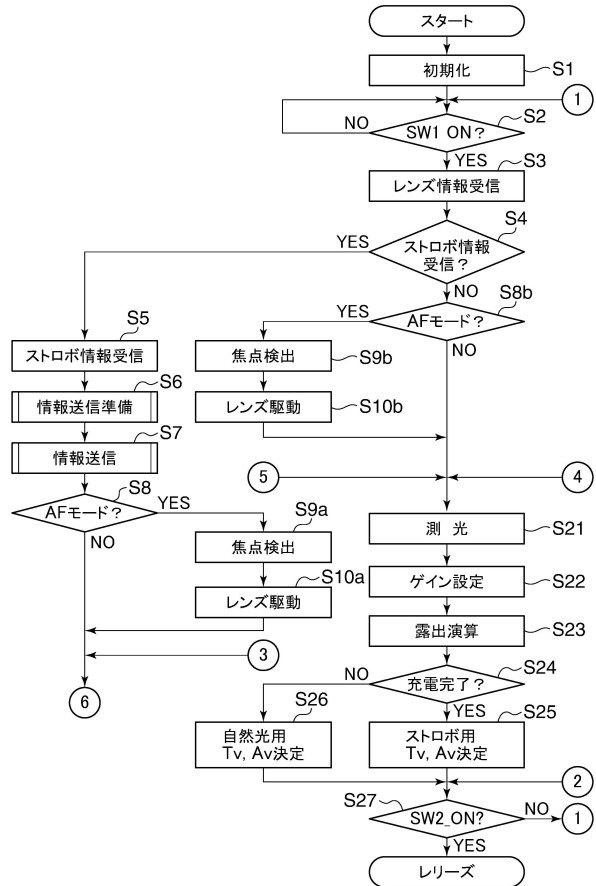 スタート
初期化
S1
1
SW1 ON？
S2
NO
YES
レンズ情報受信
S3
ストロボ情報
受信？
S4
YES
NO
AFモード？
S8b
YES
NO
ストロボ情報受信
S5
焦点検出
S9b
情報送信準備
S6
レンズ駆動
S10b
情報送信
S7
5
4
AFモード？
S8
YES
NO
焦点検出
S9a
測 光
S21
レンズ駆動
S10a
ゲイン設定
S22
露出演算
S23
3
6
充電完了？
S24
NO
YES
自然光用
Tv, Av決定
S26
ストロボ用
Tv, Av決定
S25
2
SW2_ON?
S27
NO
1
YES
レリーズ